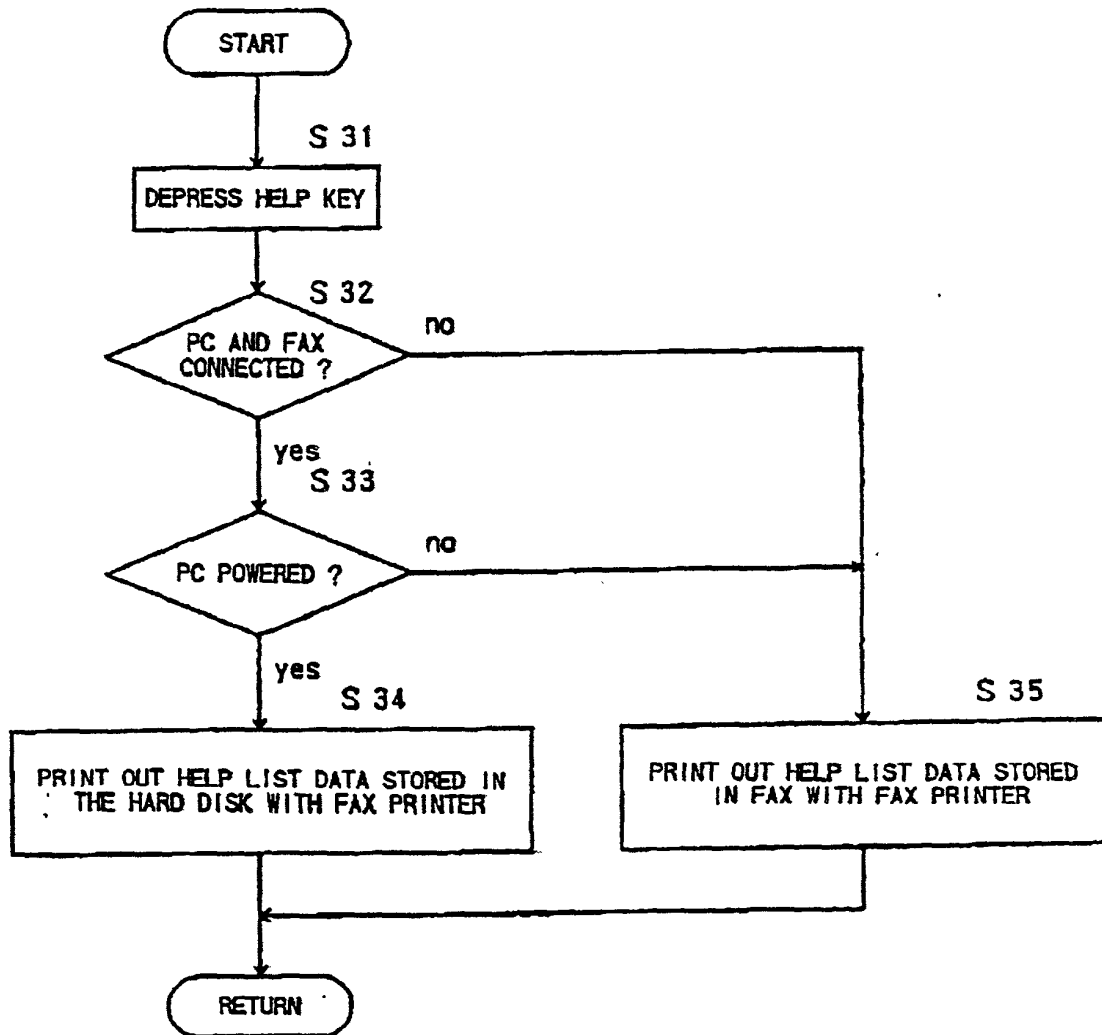 START
S 31
DEPRESS HELP KEY
S 32
PC AND FAX
CONNECTED ?
no
yes
S 33
PC POWERED ?
no
yes
S 34
PRINT OUT HELP LIST DATA STORED IN
THE HARD DISK WITH FAX PRINTER
S 35
PRINT OUT HELP LIST DATA STORED
IN FAX WITH FAX PRINTER
RETURN